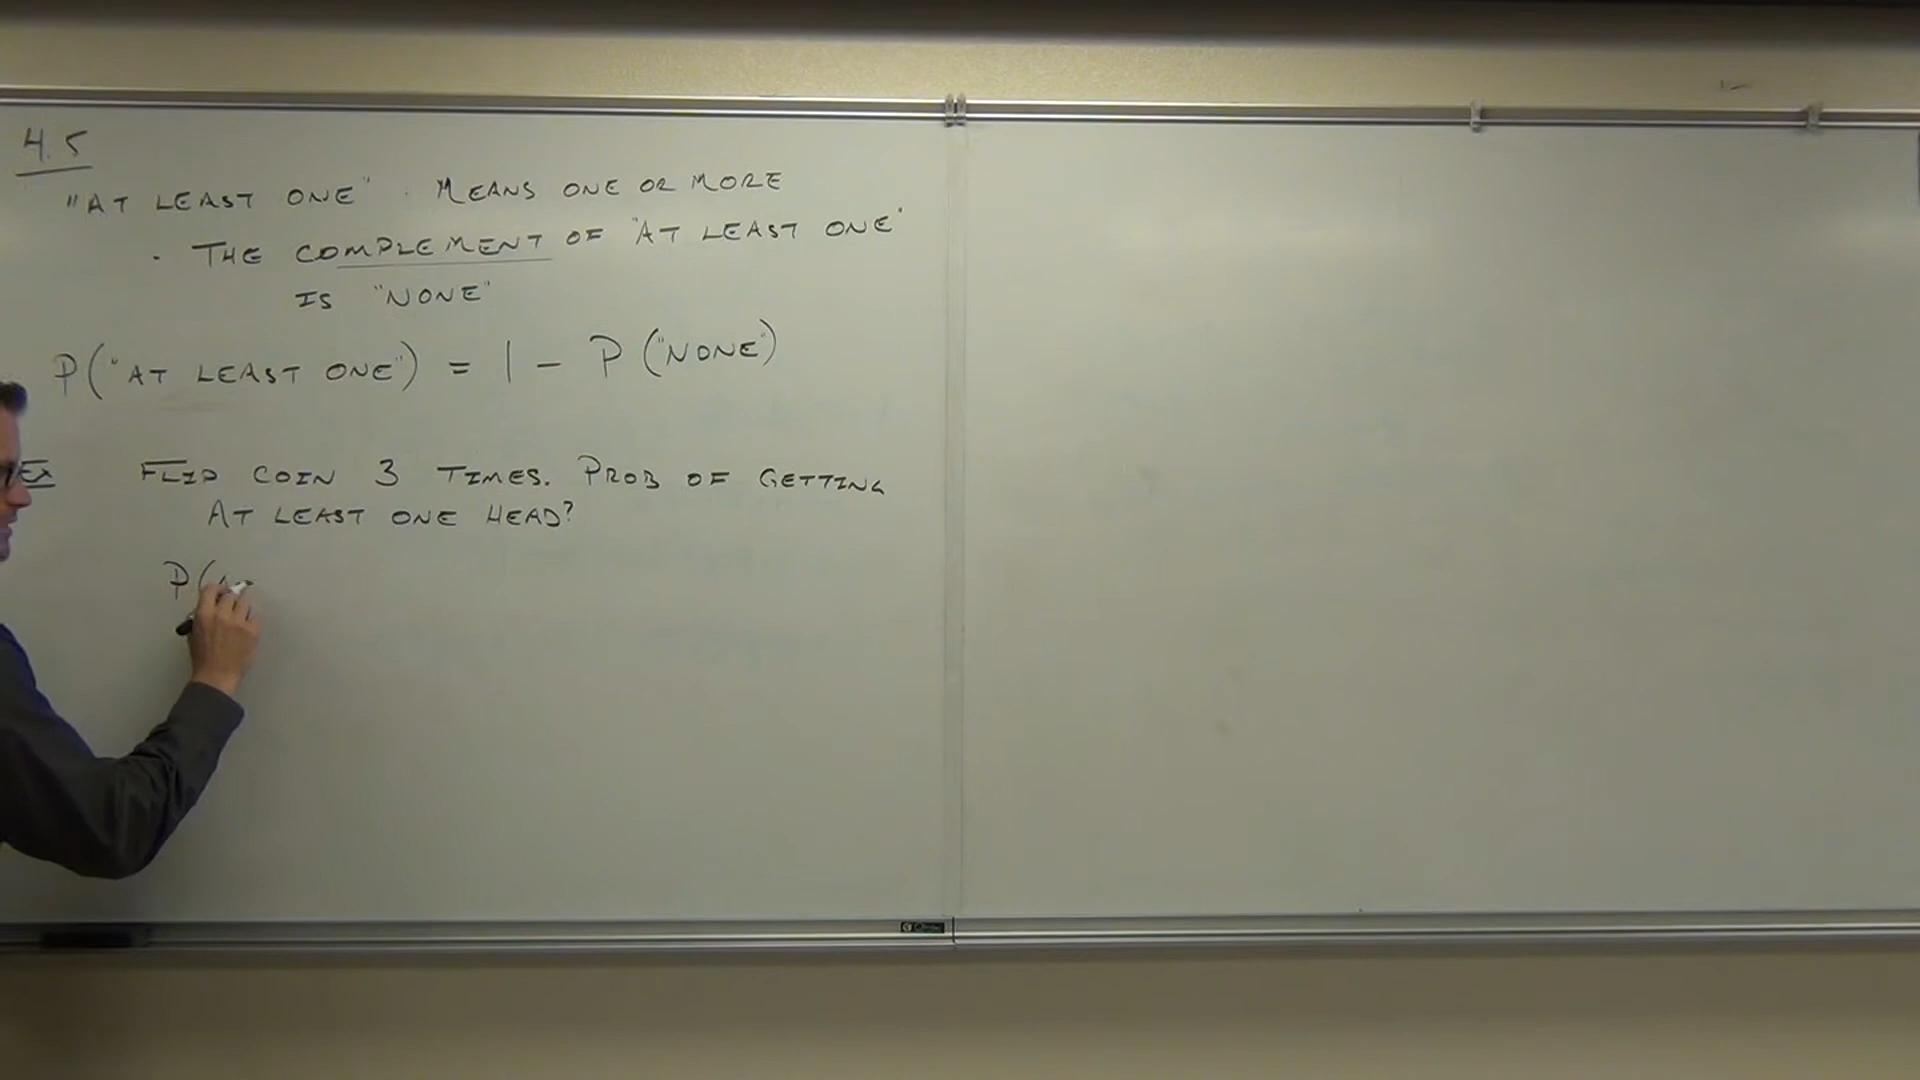 4.5
"AT LEAST ONE" · MEANS ONE OR MORE
· THE COMPLEMENT OF "AT LEAST ONE"
IS "NONE"
P("AT LEAST ONE") = 1 - P("NONE")
EX FLIP COIN 3 TIMES. PROB OF GETTING
AT LEAST ONE HEAD?
P(